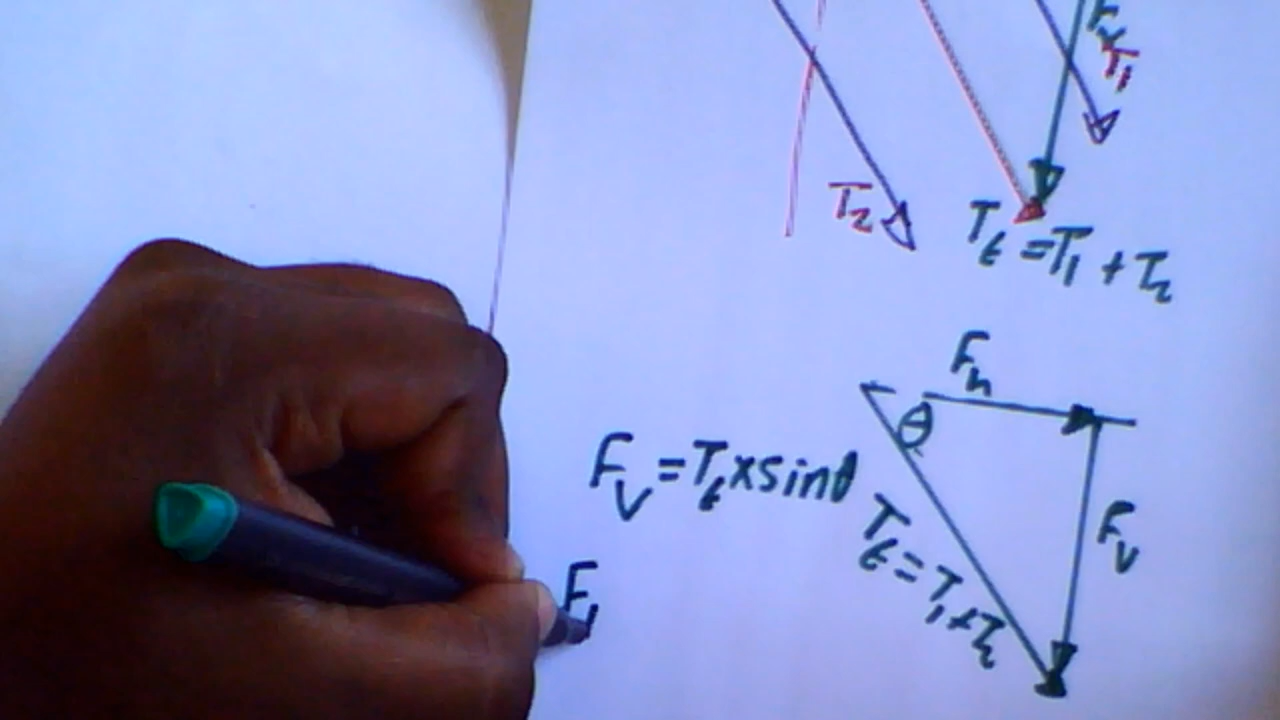 Fx
T1
T2
Tt = T1 + T2
Fh
θ
Fv = Tt x sinθ
Fv
Tt = T1 + T2
F